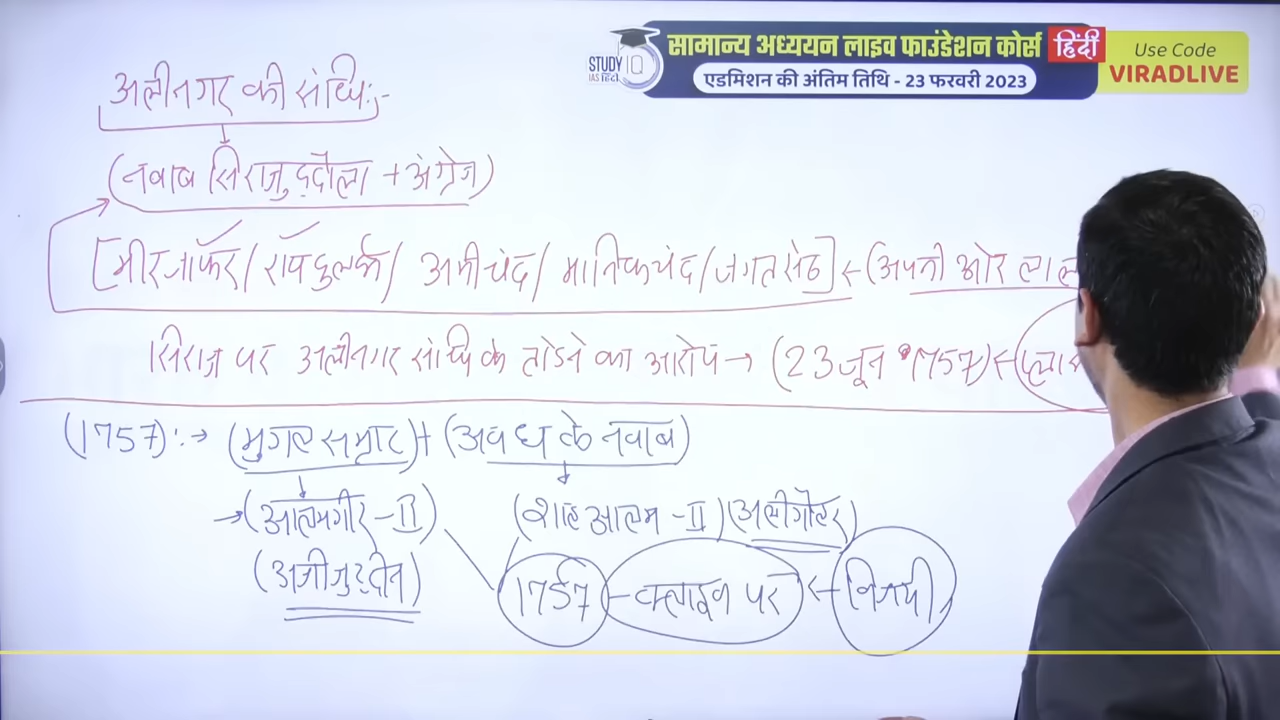 STUDY IQ
IAS हिंदी
सामान्य अध्ययन लाइव फाउंडेशन कोर्स हिंदी
एडमिशन की अंतिम तिथि - 23 फरवरी 2023
Use Code
VIRADLIVE
अलीनगर की संधि:-
(नवाब सिराजुद्दौला + अंग्रेज)
[मीरजाफर/ रायदुर्लभ/ अमीचंद/ मानिकचंद/जगतसेठ] ← (अपनी ओर
सिराज पर अलीनगर संधि के तोडने का आरोप → (23 जून 1757) ←
(1757):→ (मुगल सम्राट) + (अवध के नवाब)
→(आलमगीर -II) (शाह आलम -II) (अलीगौहर)
(अजीजुद्दीन) 1757 - क्लाइव पर ← विजयी